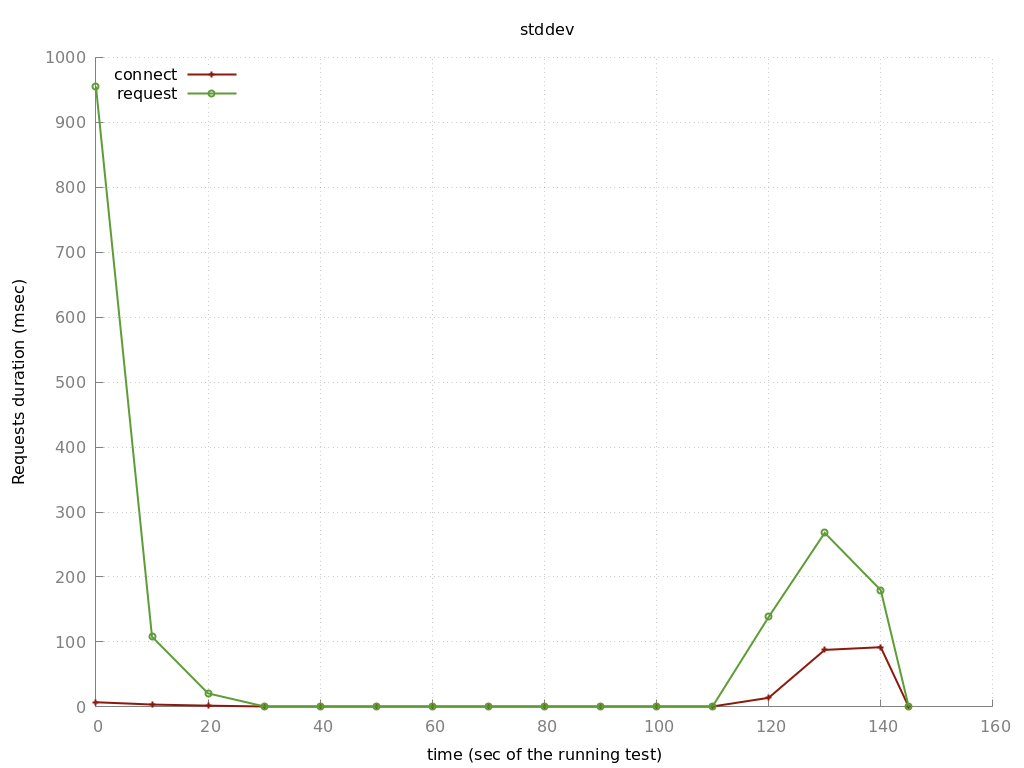 stddev
connect
request
1000
900
800
700
600
500
400
300
200
100
0
Requests duration (msec)
0 20 40 60 80 100 120 140 160
time (sec of the running test)